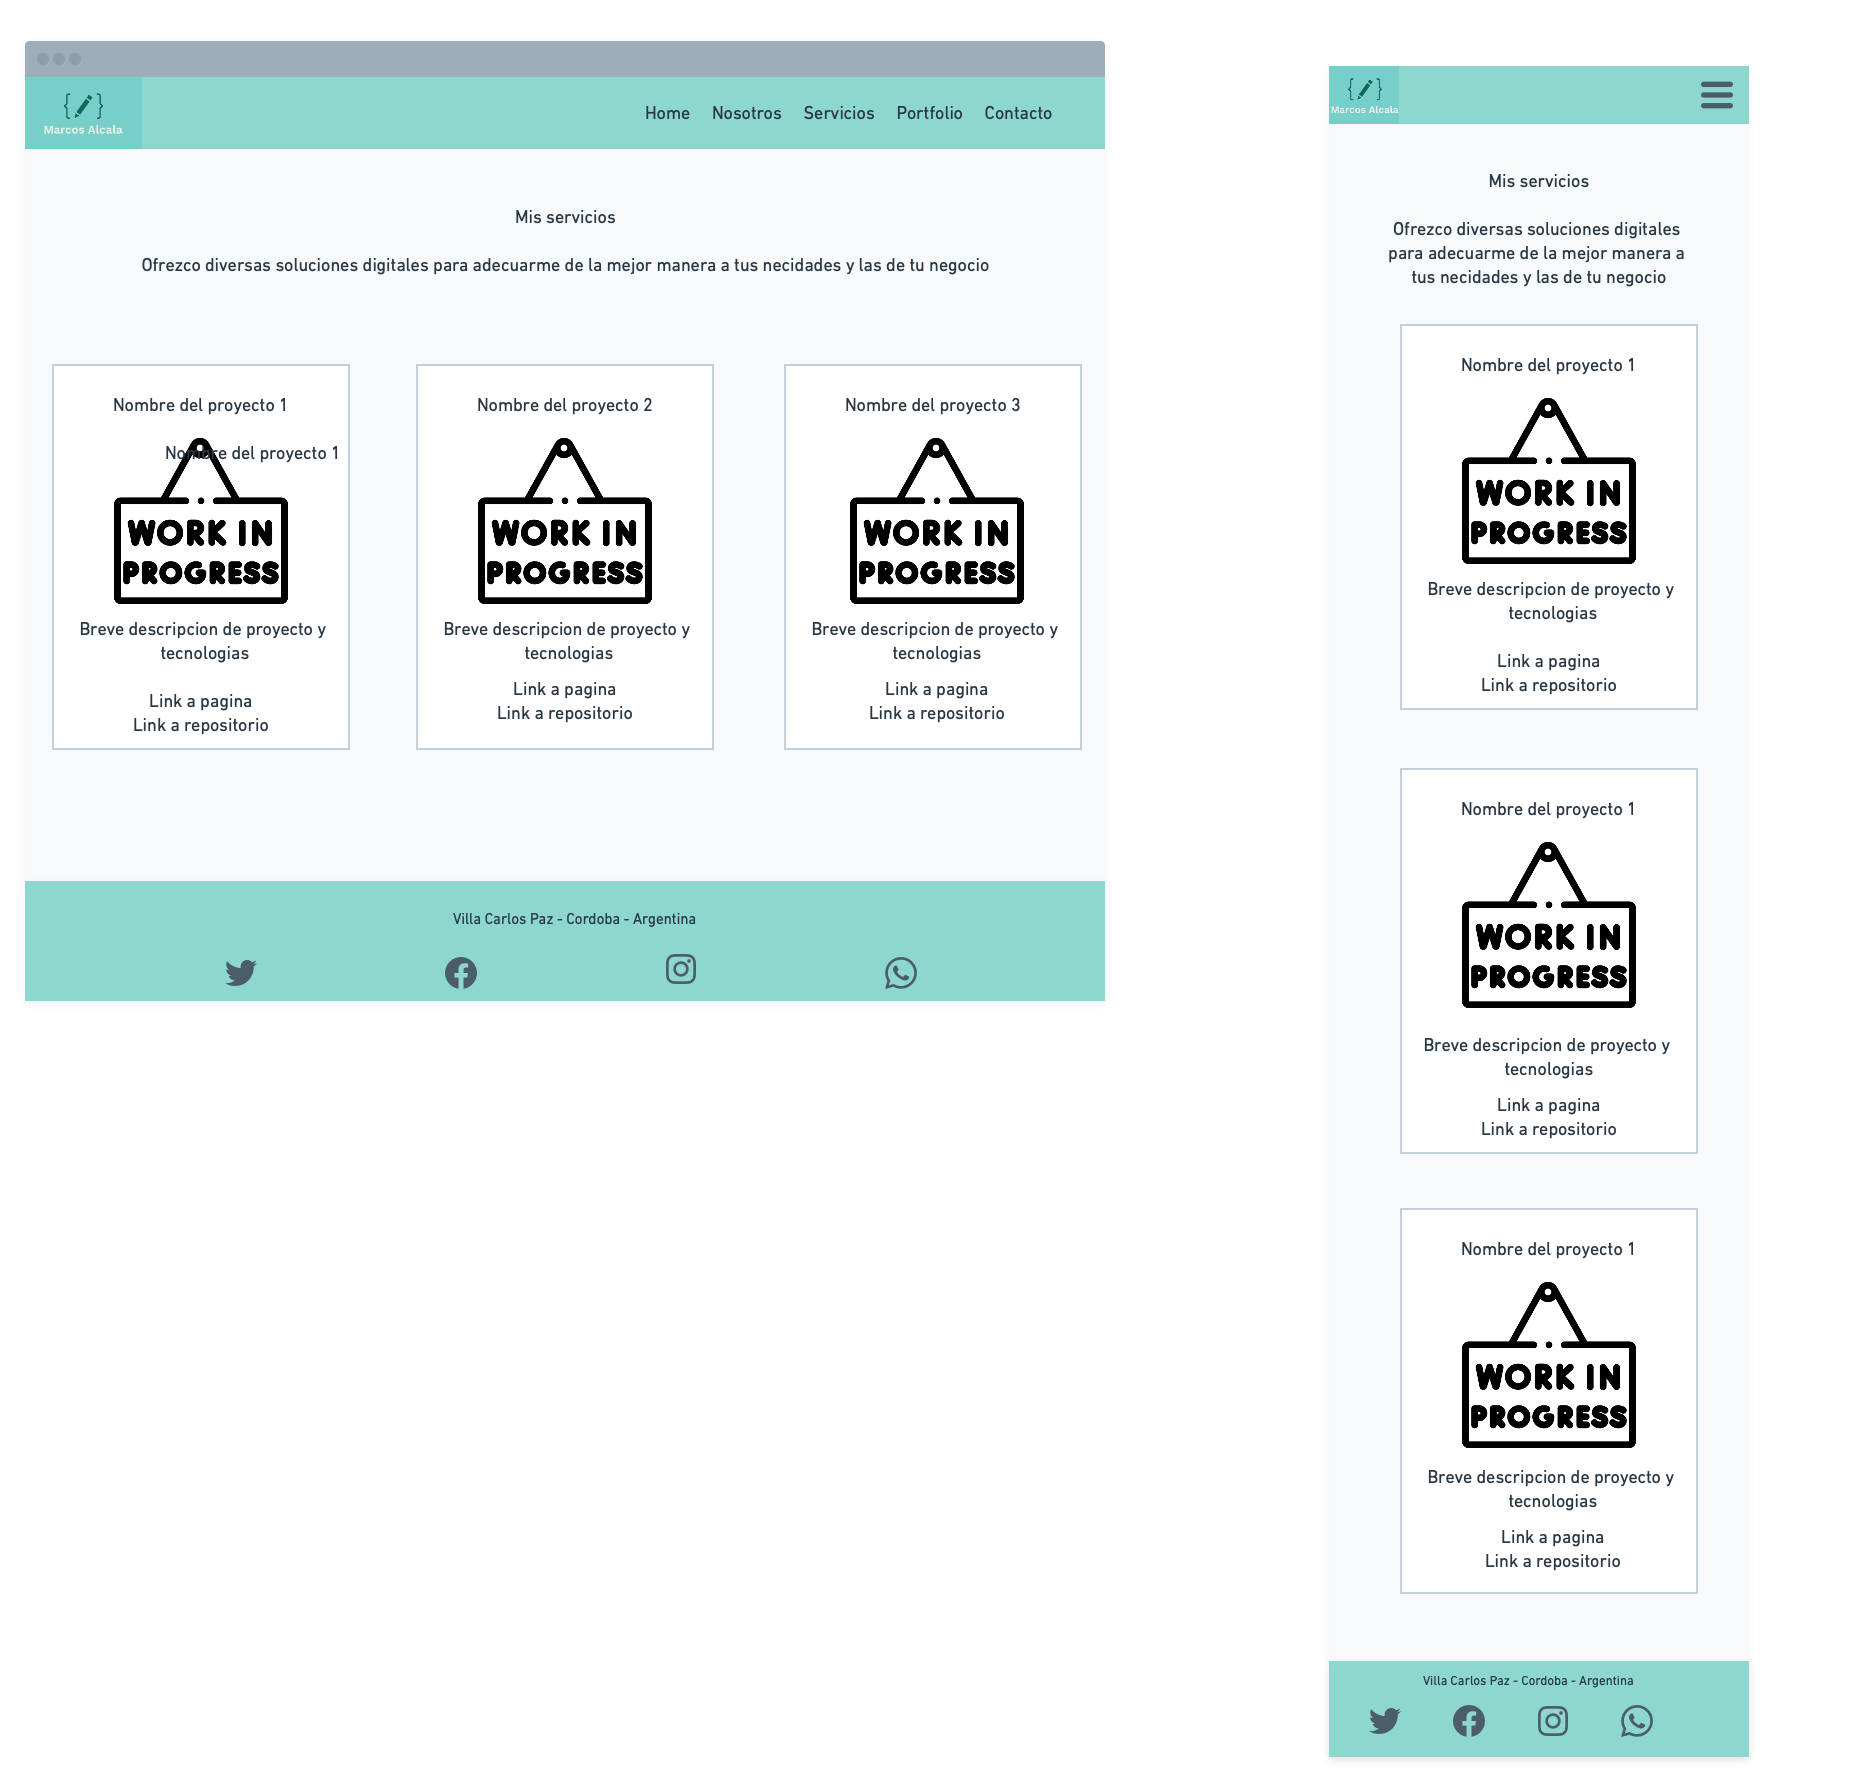 Marcos Alcala
Home Nosotros Servicios Portfolio Contacto
Mis servicios
Ofrezco diversas soluciones digitales para adecuarme de la mejor manera a tus necidades y las de tu negocio
Nombre del proyecto 1
Nombre del proyecto 1
WORK IN
PROGRESS
Breve descripcion de proyecto y
tecnologias
Link a pagina
Link a repositorio
Nombre del proyecto 2
WORK IN
PROGRESS
Breve descripcion de proyecto y
tecnologias
Link a pagina
Link a repositorio
Nombre del proyecto 3
WORK IN
PROGRESS
Breve descripcion de proyecto y
tecnologias
Link a pagina
Link a repositorio
Villa Carlos Paz - Cordoba - Argentina
Marcos Alcala
Mis servicios
Ofrezco diversas soluciones digitales
para adecuarme de la mejor manera a
tus necidades y las de tu negocio
Nombre del proyecto 1
WORK IN
PROGRESS
Breve descripcion de proyecto y
tecnologias
Link a pagina
Link a repositorio
Nombre del proyecto 1
WORK IN
PROGRESS
Breve descripcion de proyecto y
tecnologias
Link a pagina
Link a repositorio
Nombre del proyecto 1
WORK IN
PROGRESS
Breve descripcion de proyecto y
tecnologias
Link a pagina
Link a repositorio
Villa Carlos Paz - Cordoba - Argentina